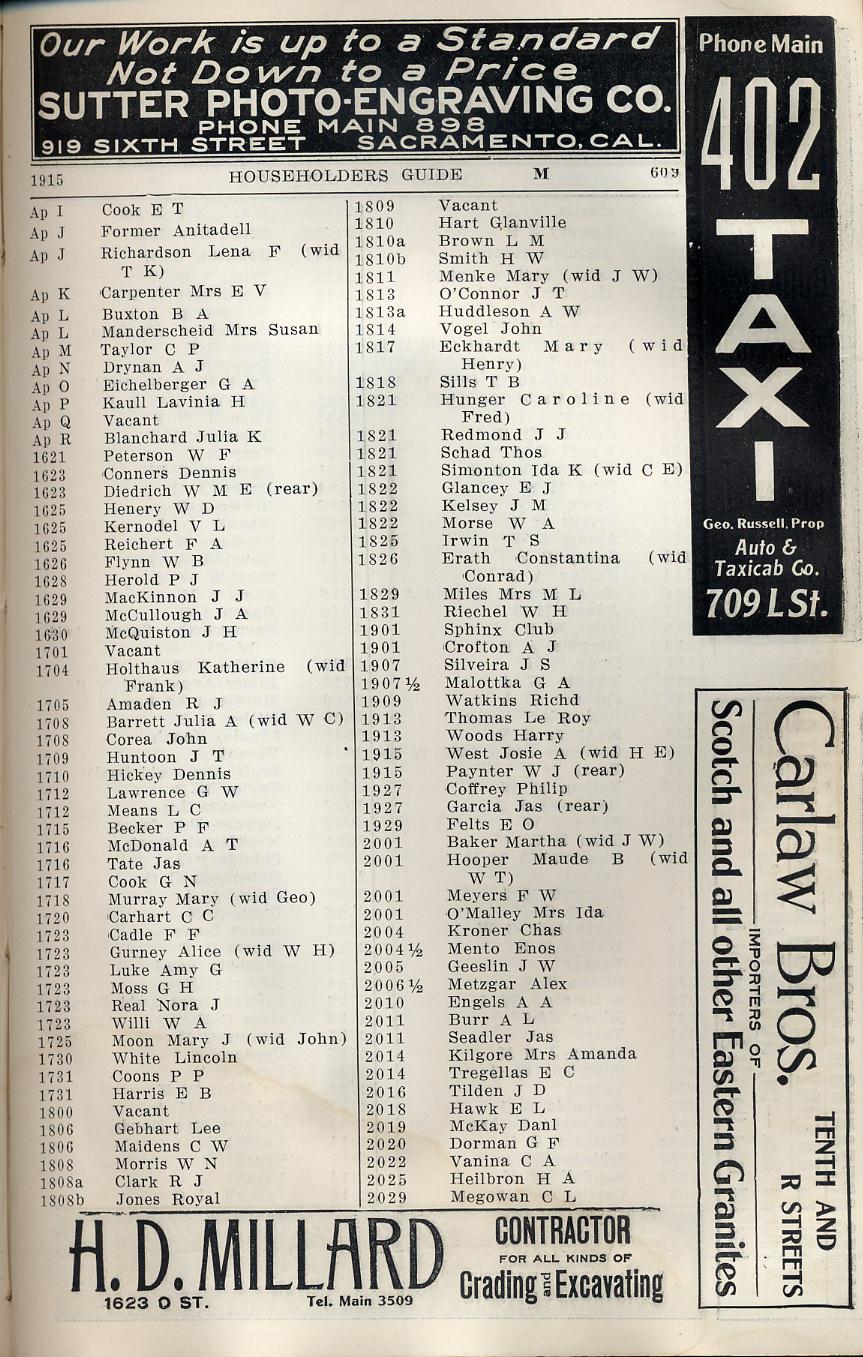 Our Work is up to a Standard
Not Down to a Price
SUTTER PHOTO-ENGRAVING CO.
PHONE MAIN 898
919 SIXTH STREET SACRAMENTO, CAL.
1915 HOUSEHOLDERS GUIDE M 609
Ap I Cook E T
Ap J Former Anitadell
Ap J Richardson Lena F (wid
T K)
Ap K Carpenter Mrs E V
Ap L Buxton B A
Ap L Manderscheid Mrs Susan
Ap M Taylor C P
Ap N Drynan A J
Ap O Eichelberger G A
Ap P Kaull Lavinia H
Ap Q Vacant
Ap R Blanchard Julia K
1621 Peterson W F
1623 Conners Dennis
1623 Diedrich W M E (rear)
1625 Henery W D
1625 Kernodel V L
1625 Reichert F A
1626 Flynn W B
1628 Herold P J
1629 MacKinnon J J
1629 McCullough J A
1630 McQuiston J H
1701 Vacant
1704 Holthaus Katherine (wid
Frank)
1705 Amaden R J
1708 Barrett Julia A (wid W C)
1708 Corea John
1709 Huntoon J T
1710 Hickey Dennis
1712 Lawrence G W
1712 Means L C
1715 Becker P F
1716 McDonald A T
1716 Tate Jas
1717 Cook G N
1718 Murray Mary (wid Geo)
1720 Carhart C C
1723 Cadle F F
1723 Gurney Alice (wid W H)
1723 Luke Amy G
1723 Moss G H
1723 Real Nora J
1723 Willi W A
1725 Moon Mary J (wid John)
1730 White Lincoln
1731 Coons P P
1731 Harris E B
1800 Vacant
1806 Gebhart Lee
1806 Maidens C W
1808 Morris W N
1808a Clark R J
1808b Jones Royal
1809 Vacant
1810 Hart Glanville
1810a Brown L M
1810b Smith H W
1811 Menke Mary (wid J W)
1813 O'Connor J T
1813a Huddleson A W
1814 Vogel John
1817 Eckhardt Mary (wid
Henry)
1818 Sills T B
1821 Hunger Caroline (wid
Fred)
1821 Redmond J J
1821 Schad Thos
1821 Simonton Ida K (wid C E)
1822 Glancey E J
1822 Kelsey J M
1822 Morse W A
1825 Irwin T S
1826 Erath Constantina (wid
Conrad)
1829 Miles Mrs M L
1831 Riechel W H
1901 Sphinx Club
1901 Crofton A J
1907 Silveira J S
1907½ Malottka G A
1909 Watkins Richd
1913 Thomas Le Roy
1913 Woods Harry
1915 West Josie A (wid H E)
1915 Paynter W J (rear)
1927 Coffrey Philip
1927 Garcia Jas (rear)
1929 Felts E O
2001 Baker Martha (wid J W)
2001 Hooper Maude B (wid
W T)
2001 Meyers F W
2001 O'Malley Mrs Ida
2004 Kroner Chas
2004½ Mento Enos
2005 Geeslin J W
2006½ Metzgar Alex
2010 Engels A A
2011 Burr A L
2011 Seadler Jas
2014 Kilgore Mrs Amanda
2014 Tregellas E C
2016 Tilden J D
2018 Hawk E L
2019 McKay Danl
2020 Dorman G F
2022 Vanina C A
2025 Heilbron H A
2029 Megowan C L
Phone Main
402
TAXI
Geo. Russell, Prop
Auto &
Taxicab Co.
709 L St.
Carlaw Bros.
TENTH AND
R STREETS
IMPORTERS OF
Scotch and all other Eastern Granites
H. D. MILLARD
1623 O ST. Tel. Main 3509
CONTRACTOR
FOR ALL KINDS OF
Crading and Excavating